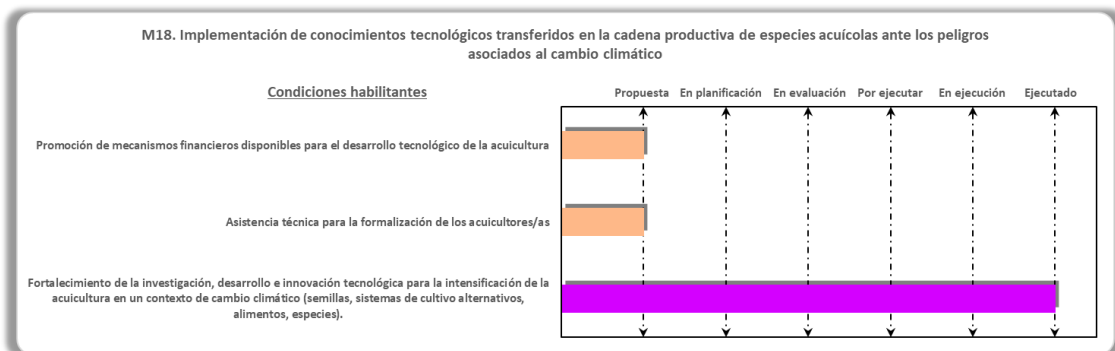 M18. Implementación de conocimientos tecnológicos transferidos en la cadena productiva de especies acuícolas ante los peligros
asociados al cambio climático
Condiciones habilitantes
Propuesta En planificación En evaluación Por ejecutar En ejecución Ejecutado
Promoción de mecanismos financieros disponibles para el desarrollo tecnológico de la acuicultura
Asistencia técnica para la formalización de los acuicultores/as
Fortalecimiento de la investigación, desarrollo e innovación tecnológica para la intensificación de la
acuicultura en un contexto de cambio climático (semillas, sistemas de cultivo alternativos,
alimentos, especies).